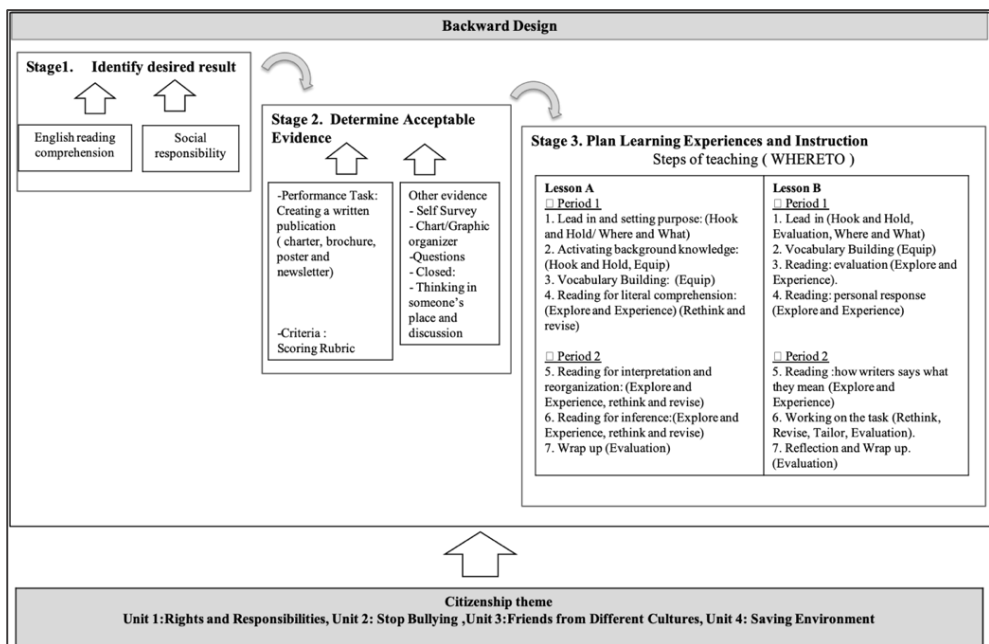 Backward Design
Stage1. Identify desired result
English reading
comprehension
Social
responsibility
Stage 2. Determine Acceptable
Evidence
-Performance Task:
Creating a written
publication
( charter, brochure,
poster and
newsletter)
-Criteria :
Scoring Rubric
Other evidence
- Self Survey
- Chart/Graphic
organizer
-Questions
- Closed:
- Thinking in
someone's
place and
discussion
Stage 3. Plan Learning Experiences and Instruction
Steps of teaching ( WHERETO )
Lesson A
□ Period 1
1. Lead in and setting purpose: (Hook
and Hold/ Where and What)
2. Activating background knowledge:
(Hook and Hold, Equip)
3. Vocabulary Building: (Equip)
4. Reading for literal comprehension:
(Explore and Experience) (Rethink and
revise)
□ Period 2
5. Reading for interpretation and
reorganization: (Explore and
Experience, rethink and revise)
6. Reading for inference:(Explore and
Experience, rethink and revise)
7. Wrap up (Evaluation)
Lesson B
□ Period 1
1. Lead in (Hook and Hold,
Evaluation, Where and What)
2. Vocabulary Building (Equip)
3. Reading: evaluation (Explore and
Experience).
4. Reading: personal response
(Explore and Experience)
□ Period 2
5. Reading :how writers says what
they mean (Explore and
Experience)
6. Working on the task (Rethink,
Revise, Tailor, Evaluation).
7. Reflection and Wrap up.
(Evaluation)
Citizenship theme
Unit 1:Rights and Responsibilities, Unit 2: Stop Bullying ,Unit 3:Friends from Different Cultures, Unit 4: Saving Environment